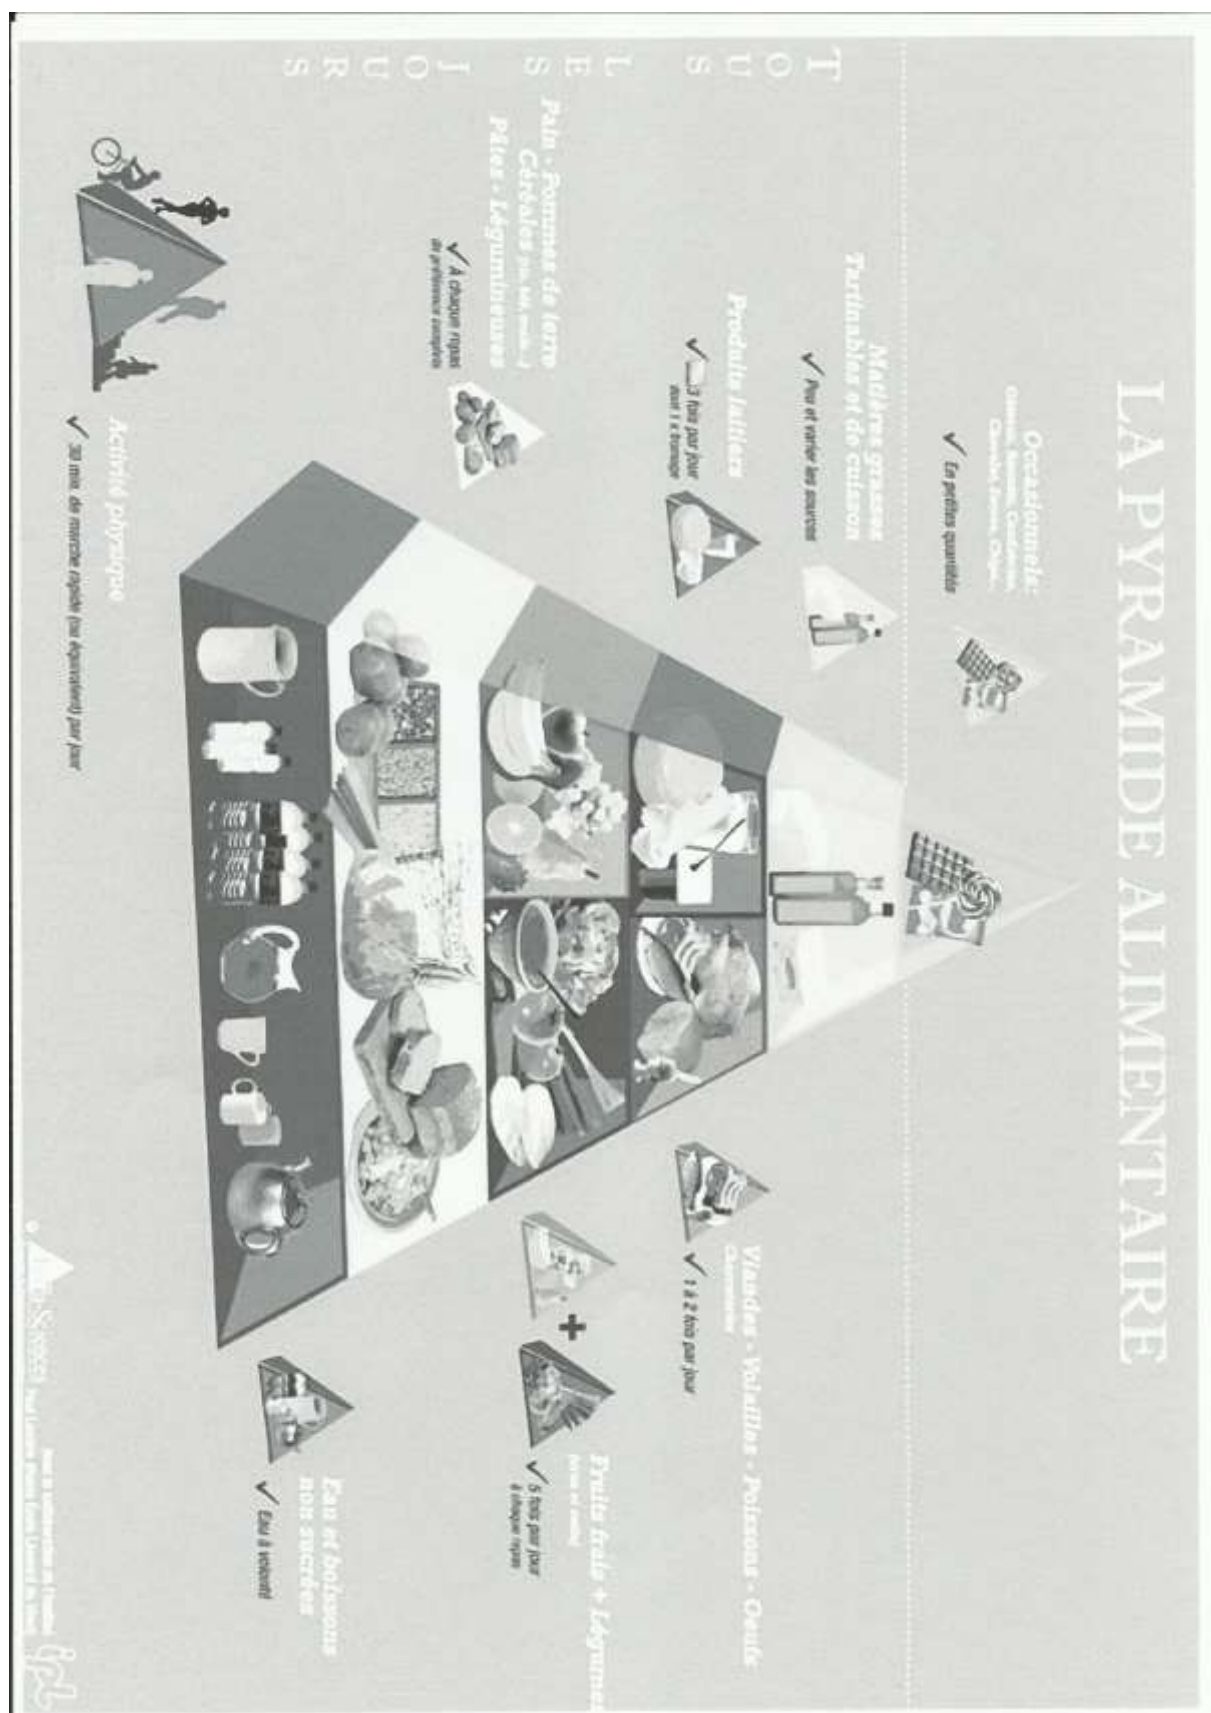 LA PYRAMIDE ALIMENTAIRE
Occasionnels:
✓ En petites quantités
Matières grasses
Tartinables et de cuisson
✓ Peu et varier les sources
Produits laitiers
✓ 3 fois par jour
dont 1 x fromage
Viandes - Volailles - Poissons - Oeufs
✓ 1 à 2 fois par jour
Fruits frais + Légumes
✓ 5 fois par jour
à chaque repas
Pain - Pommes de terre
Céréales
Pâtes - Légumineuses
✓ À chaque repas
de préférence complets
Eau et boissons
non sucrées
✓ Eau à volonté
Activité physique
✓ 30 min. de marche rapide (ou équivalent) par jour
TOUS
LES
JOURS
+